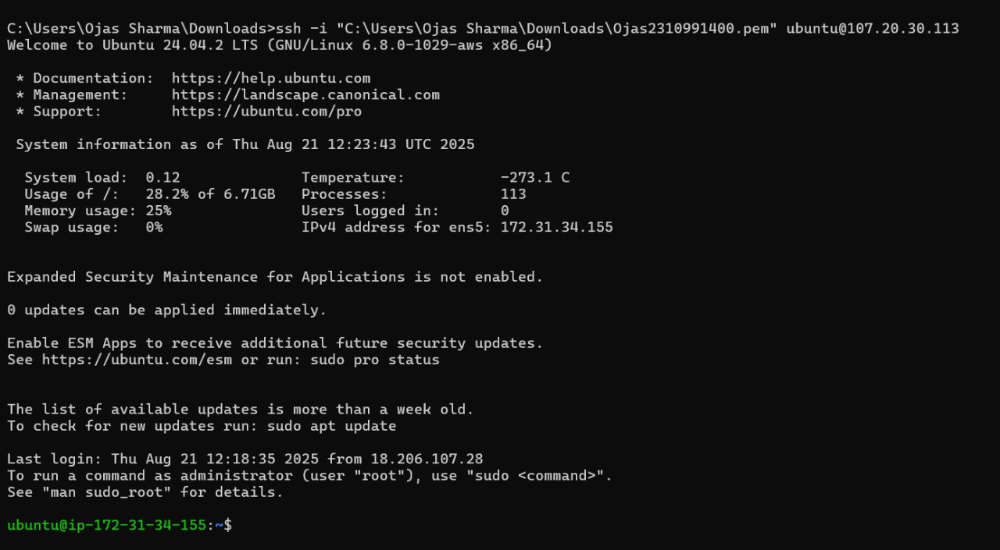 C:\Users\Ojas Sharma\Downloads>ssh -i "C:\Users\Ojas Sharma\Downloads\Ojas2310991400.pem" ubuntu@107.20.30.113
Welcome to Ubuntu 24.04.2 LTS (GNU/Linux 6.8.0-1029-aws x86_64)

 * Documentation:  https://help.ubuntu.com
 * Management:     https://landscape.canonical.com
 * Support:        https://ubuntu.com/pro

 System information as of Thu Aug 21 12:23:43 UTC 2025

  System load:  0.12              Temperature:           -273.1 C
  Usage of /:   28.2% of 6.71GB   Processes:             113
  Memory usage: 25%               Users logged in:       0
  Swap usage:   0%                IPv4 address for ens5: 172.31.34.155

Expanded Security Maintenance for Applications is not enabled.

0 updates can be applied immediately.

Enable ESM Apps to receive additional future security updates.
See https://ubuntu.com/esm or run: sudo pro status

The list of available updates is more than a week old.
To check for new updates run: sudo apt update

Last login: Thu Aug 21 12:18:35 2025 from 18.206.107.28
To run a command as administrator (user "root"), use "sudo <command>".
See "man sudo_root" for details.

ubuntu@ip-172-31-34-155:~$